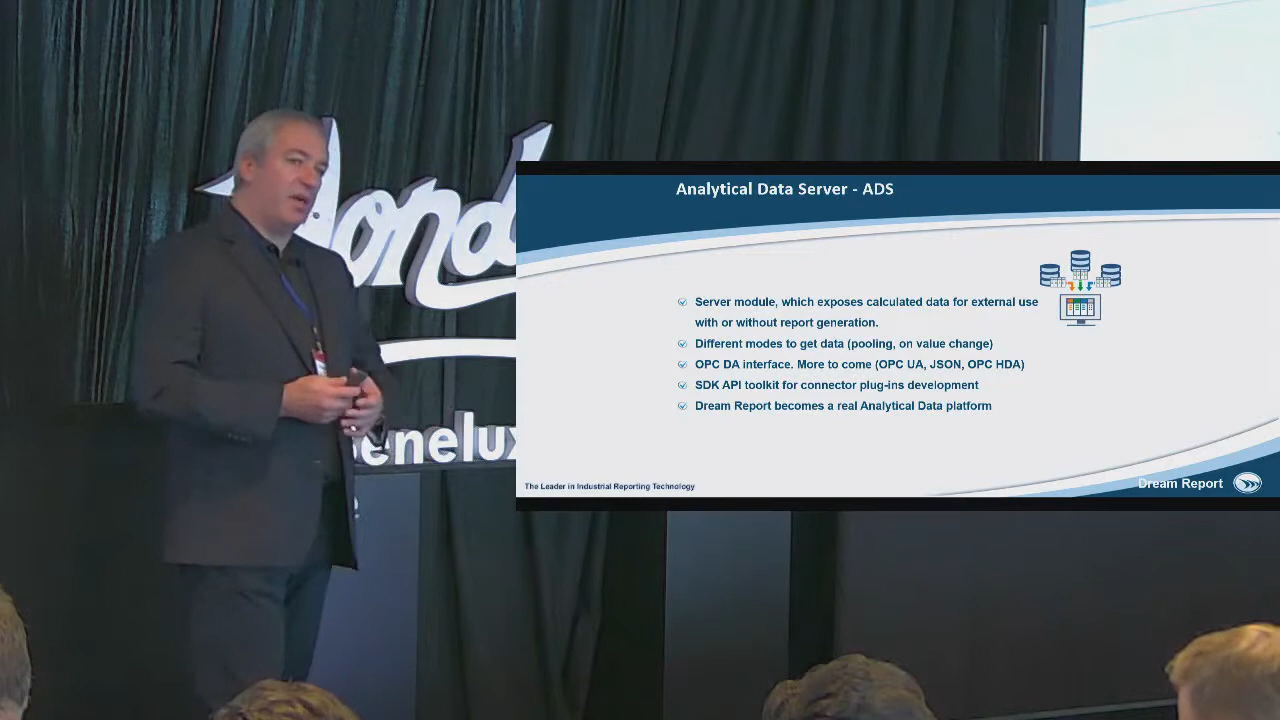 Analytical Data Server - ADS
Server module, which exposes calculated data for external use
with or without report generation.
Different modes to get data (pooling, on value change)
OPC DA interface. More to come (OPC UA, JSON, OPC HDA)
SDK API toolkit for connector plug-ins development
Dream Report becomes a real Analytical Data platform
The Leader in Industrial Reporting Technology
Dream Report